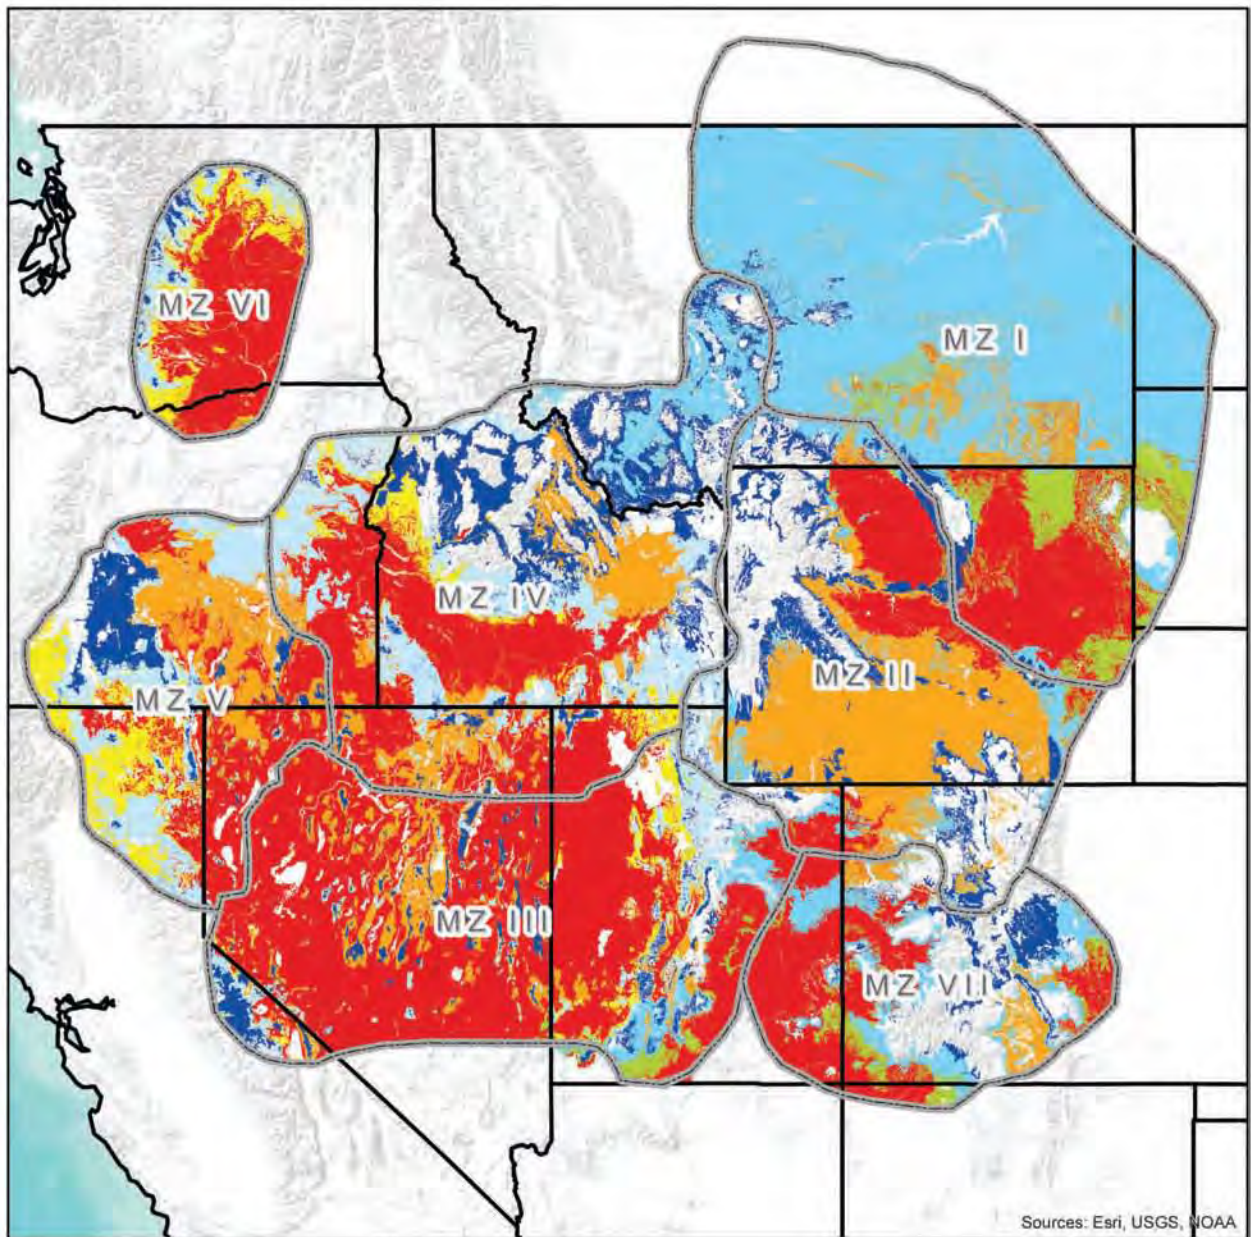 MZ VI
MZ I
MZ IV
MZ II
MZ V
MZ III
MZ VII
Sources: Esri, USGS, NOAA